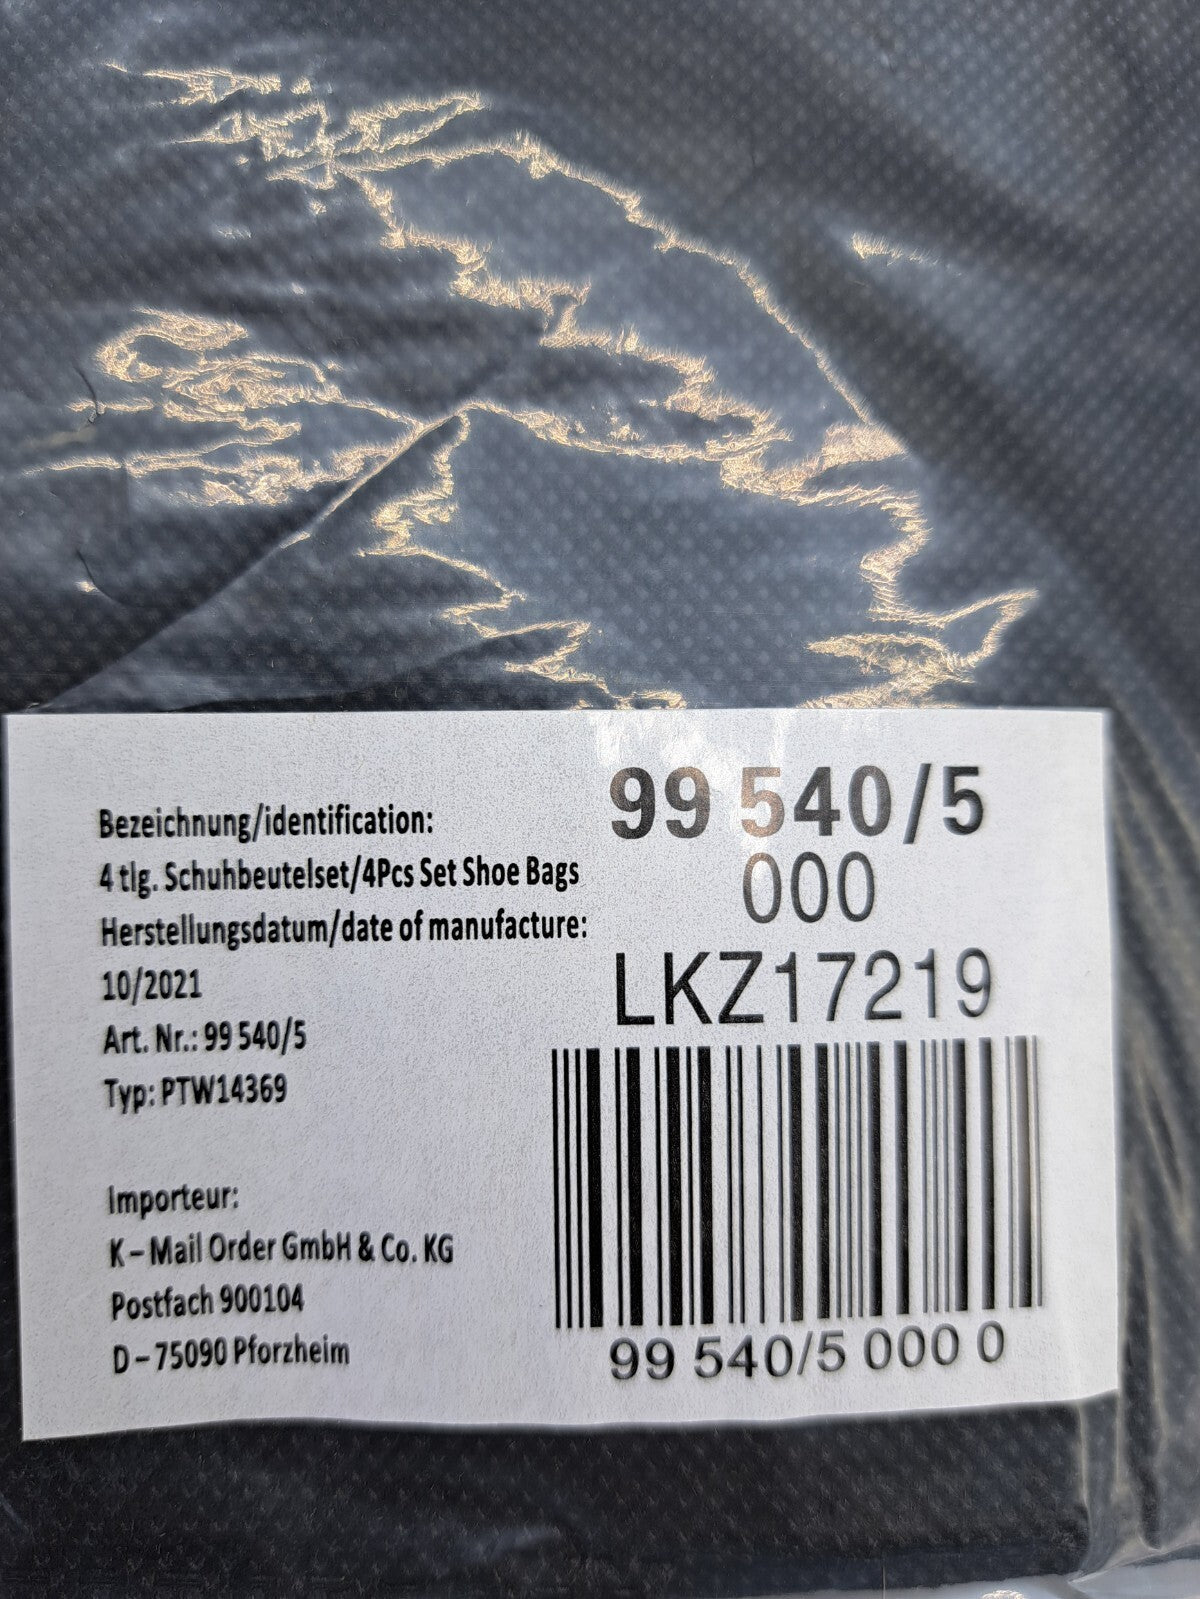 Bezeichnung/identification:
4 tlg. Schuhbeutelset/4Pcs Set Shoe Bags
Herstellungsdatum/date of manufacture:
10/2021
Art. Nr.: 99 540/5
Typ: PTW14369
Importeur:
K – Mail Order GmbH & Co. KG
Postfach 900104
D – 75090 Pforzheim
99 540/5
000
LKZ17219
99 540/5 000 0